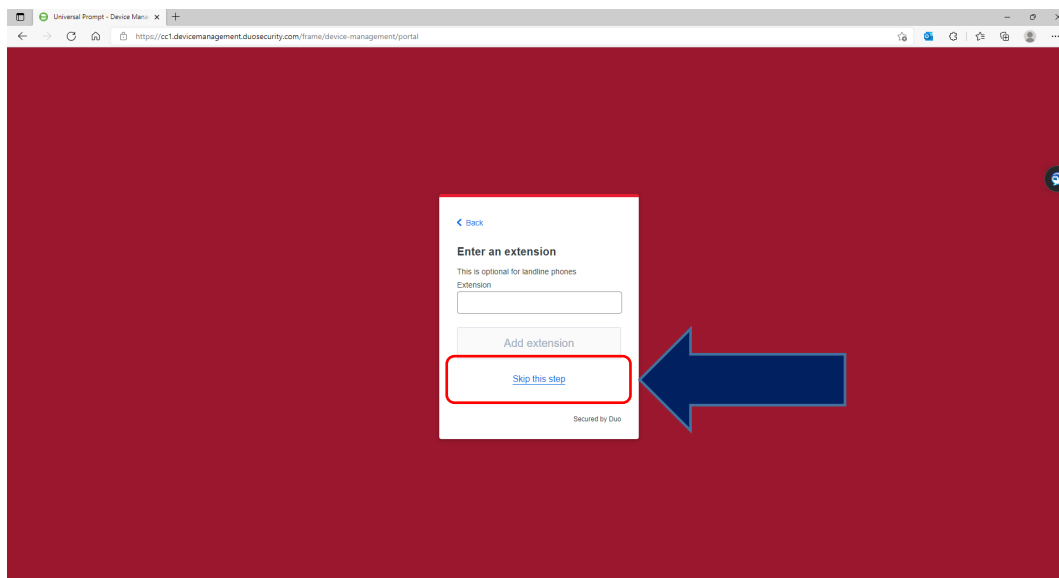 Universal Prompt - Device Mana
https://cc1.devicemanagement.duosecurity.com/frame/device-management/portal
Back
Enter an extension
This is optional for landline phones
Extension
Add extension
Skip this step
Secured by Duo